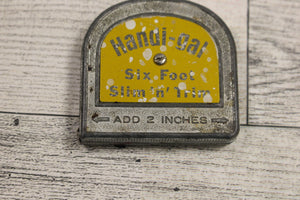 Handi-Gal
Six Foot
Slim 'n' Trim
ADD 2 INCHES